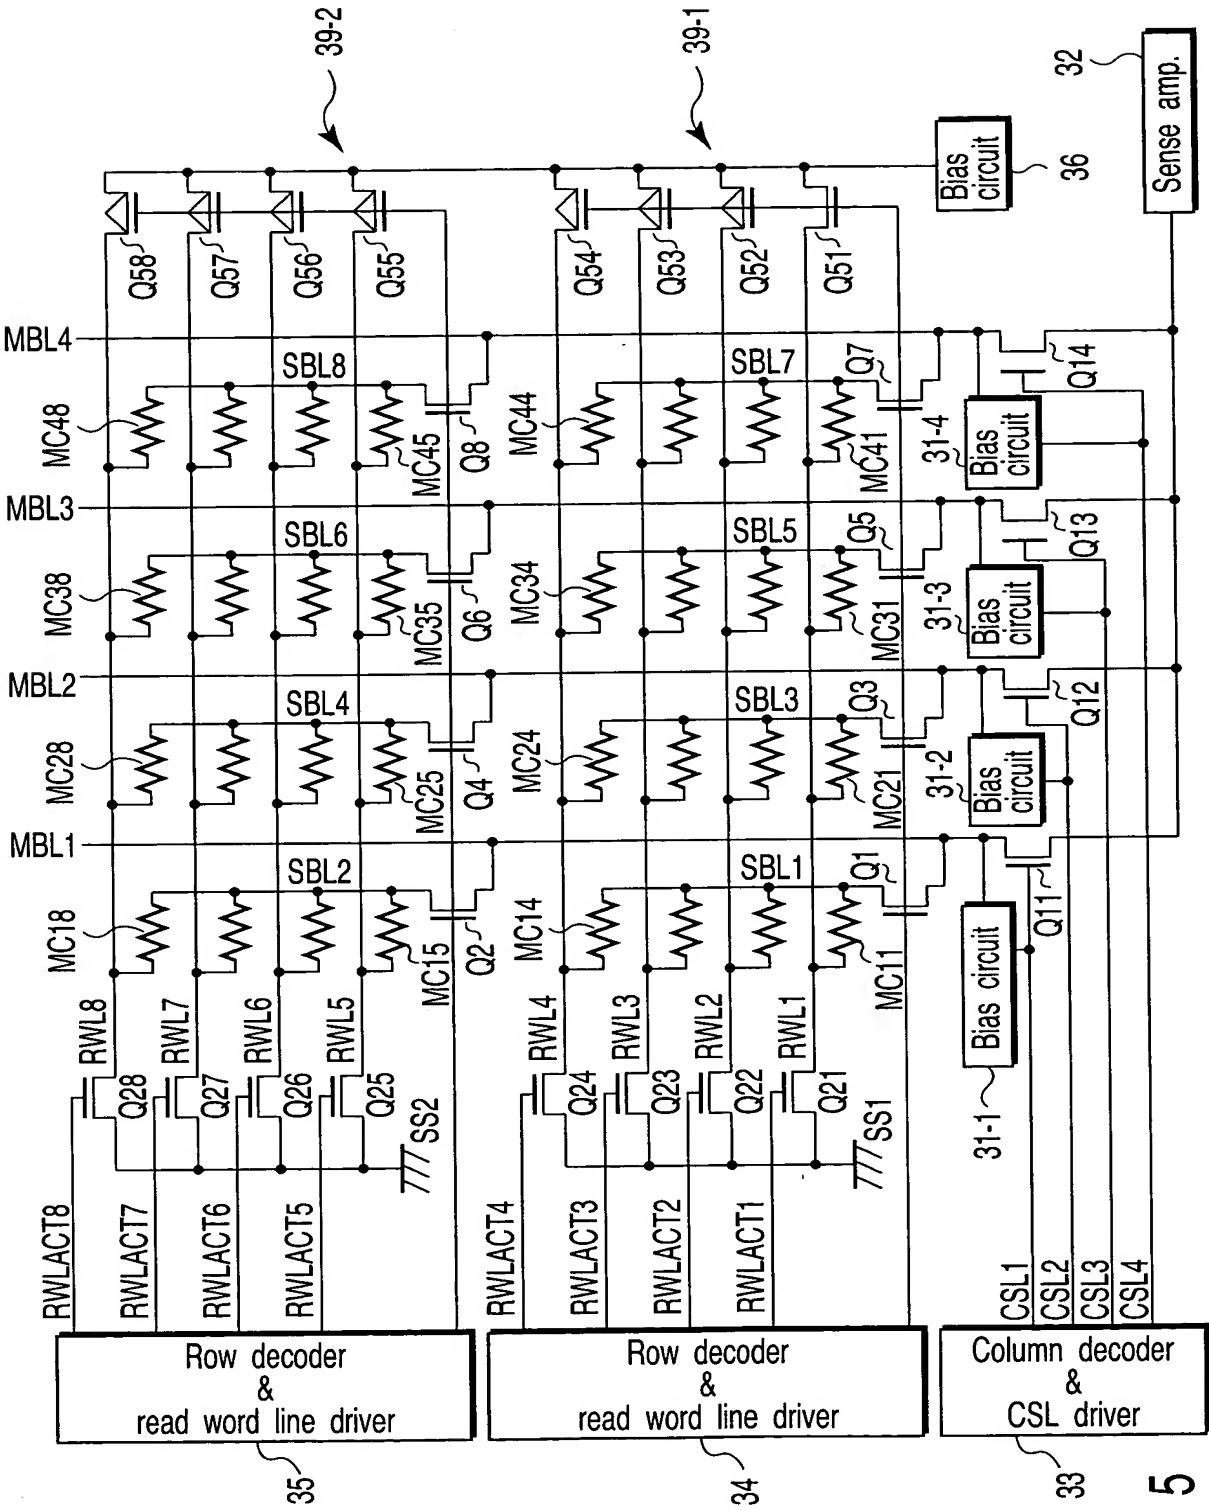 39-2
39-1
32
Sense amp.
Bias circuit
36
Q58
Q57
Q56
Q55
Q54
Q53
Q52
Q51
MBL4
MC48
SBL8
MC45
Q8
MC44
SBL7
MC41
Q7
31-4
Bias circuit
Q14
MBL3
MC38
SBL6
MC35
Q6
MC34
SBL5
MC31
Q5
31-3
Bias circuit
Q13
MBL2
MC28
SBL4
MC25
Q4
MC24
SBL3
MC21
Q3
31-2
Bias circuit
Q12
MBL1
MC18
SBL2
MC15
Q2
MC14
SBL1
MC11
Q1
Bias circuit
31-1
Q11
RWL8
RWL7
RWL6
RWL5
RWL4
RWL3
RWL2
RWL1
Q28
Q27
Q26
Q25
SS2
Q24
Q23
Q22
Q21
SS1
RWLACT8
RWLACT7
RWLACT6
RWLACT5
RWLACT4
RWLACT3
RWLACT2
RWLACT1
CSL1
CSL2
CSL3
CSL4
Row decoder
&
read word line driver
35
Row decoder
&
read word line driver
34
Column decoder
&
CSL driver
33
5